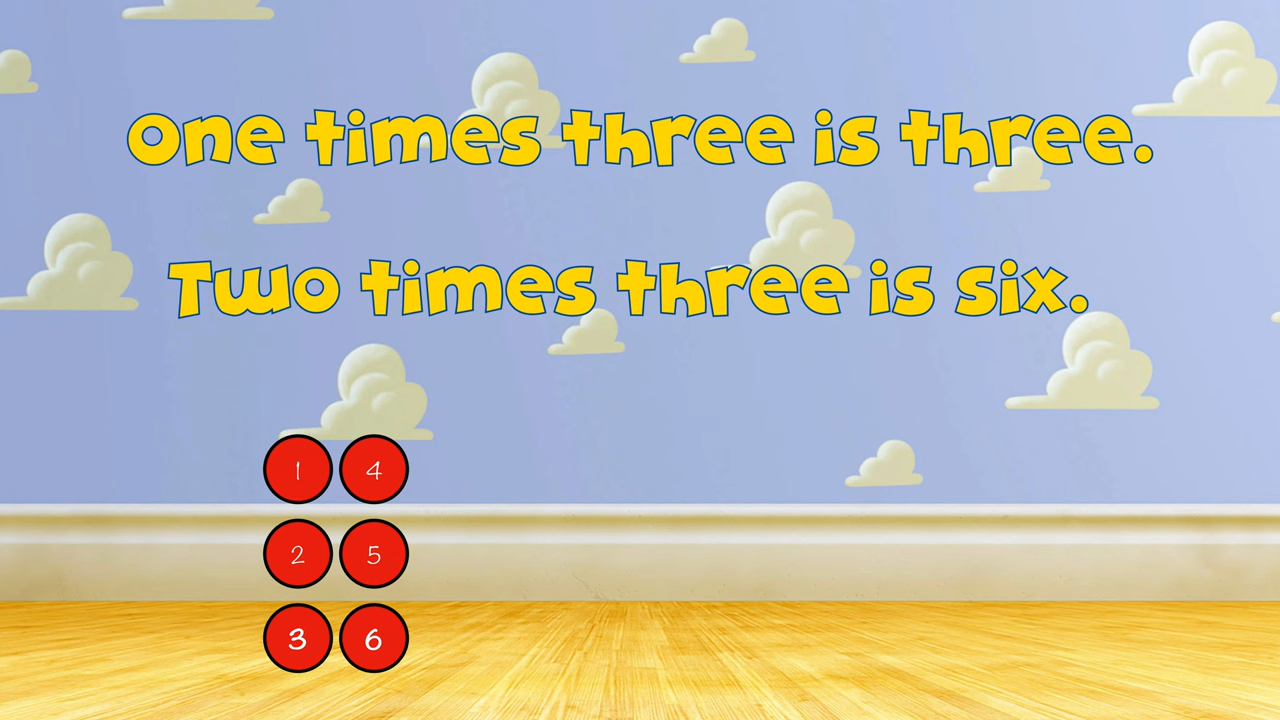 One times three is three.
Two times three is six.
1 4
2 5
3 6